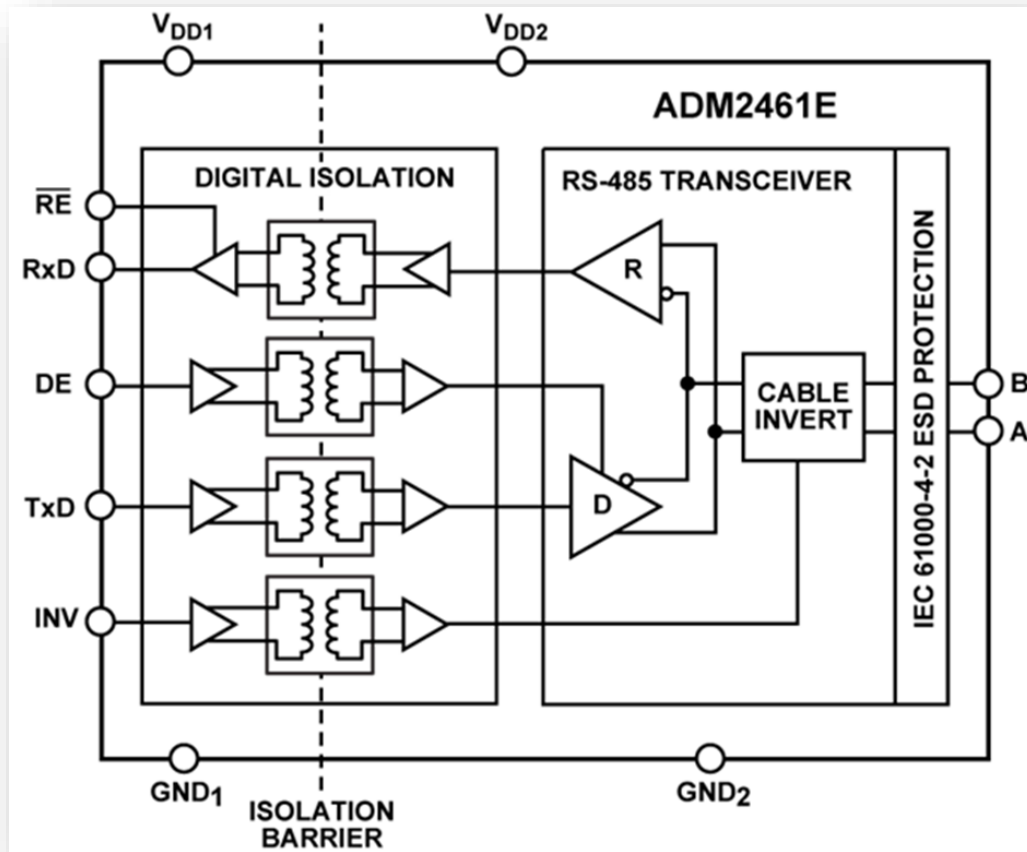 VDD1
VDD2
ADM2461E
DIGITAL ISOLATION
RS-485 TRANSCEIVER
RE
RxD
R
DE
CABLE
INVERT
B
A
TxD
D
INV
IEC 61000-4-2 ESD PROTECTION
GND1
GND2
ISOLATION
BARRIER